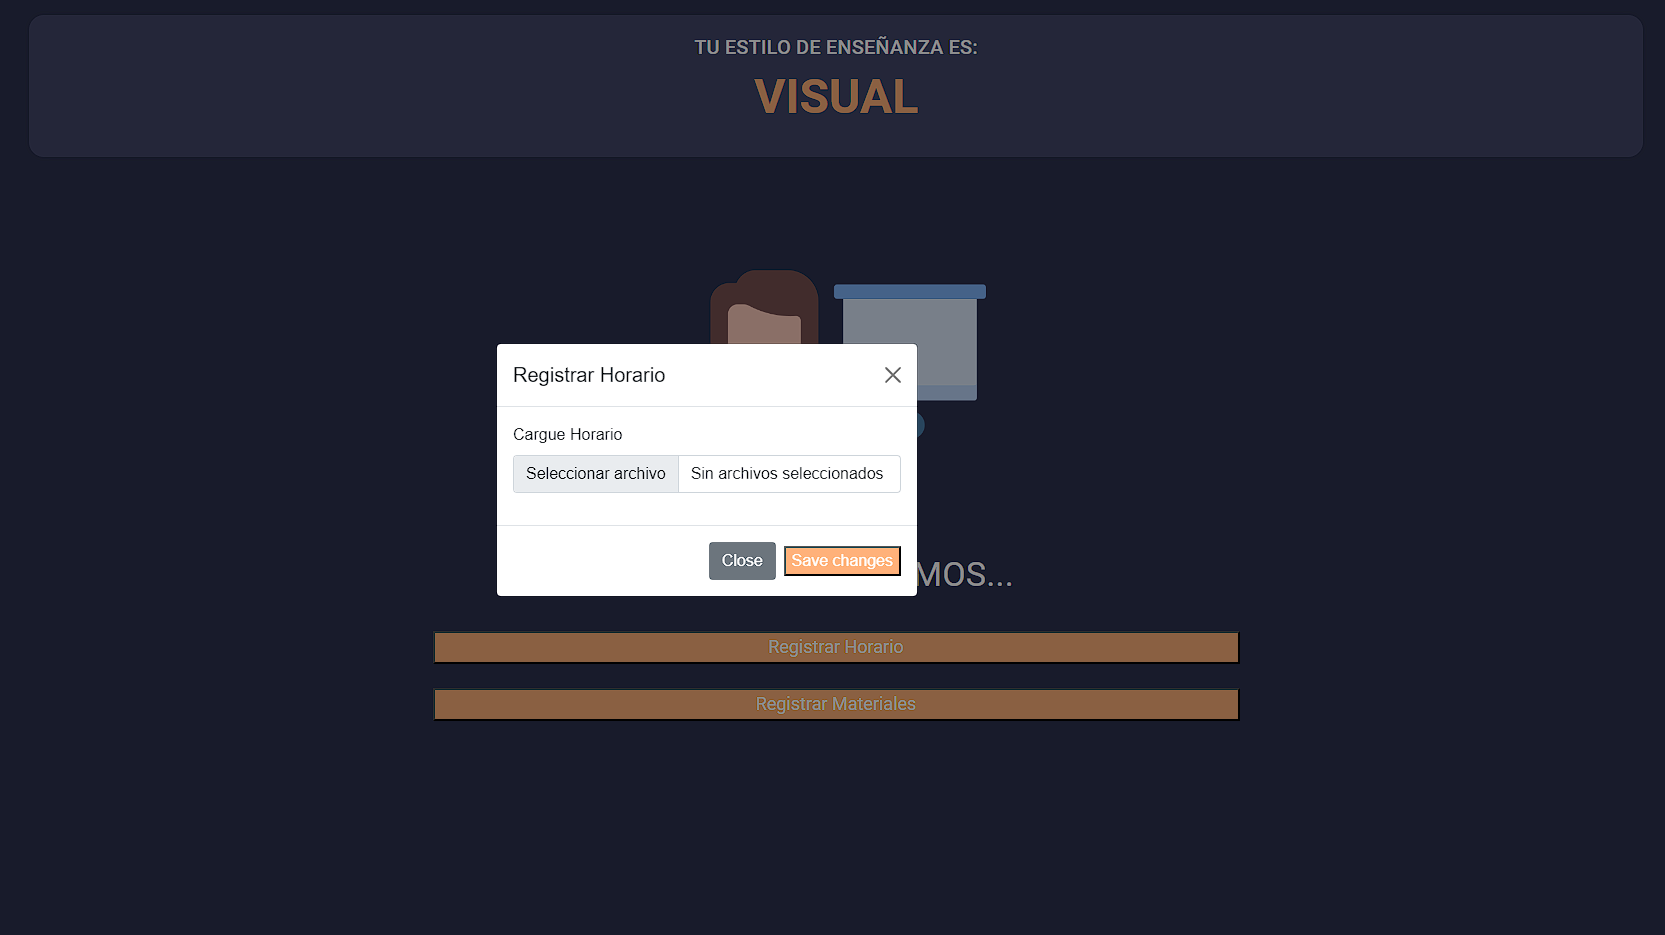 TU ESTILO DE ENSEÑANZA ES:
VISUAL
Registrar Horario
Cargue Horario
Seleccionar archivo Sin archivos seleccionados
Close Save changes
MOS...
Registrar Horario
Registrar Materiales